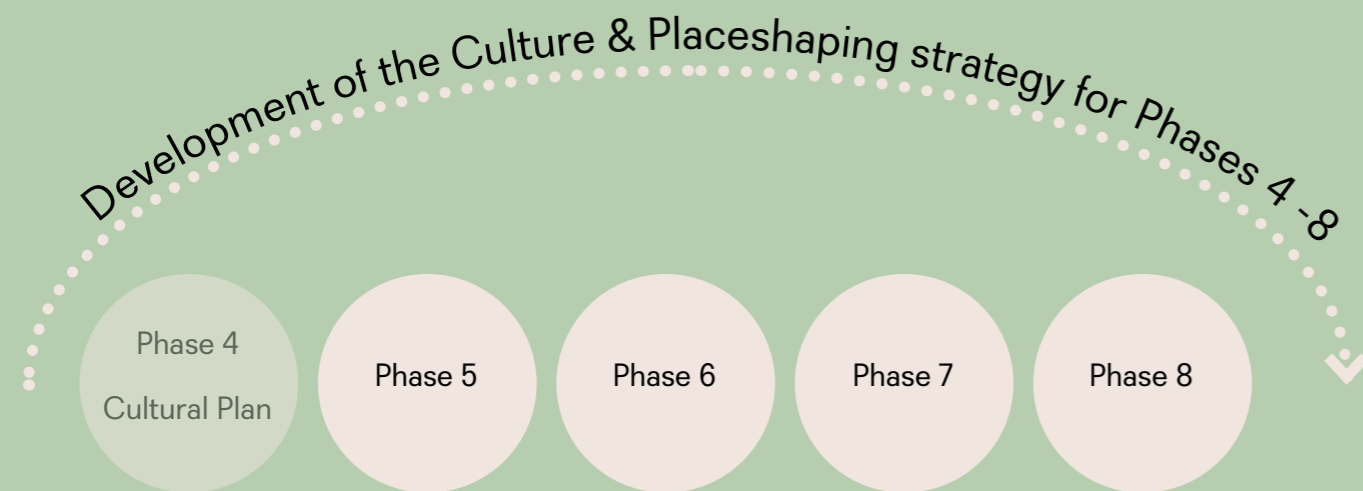 Development of the Culture & Placeshaping strategy for Phases 4 -8
Phase 4
Cultural Plan
Phase 5
Phase 6
Phase 7
Phase 8